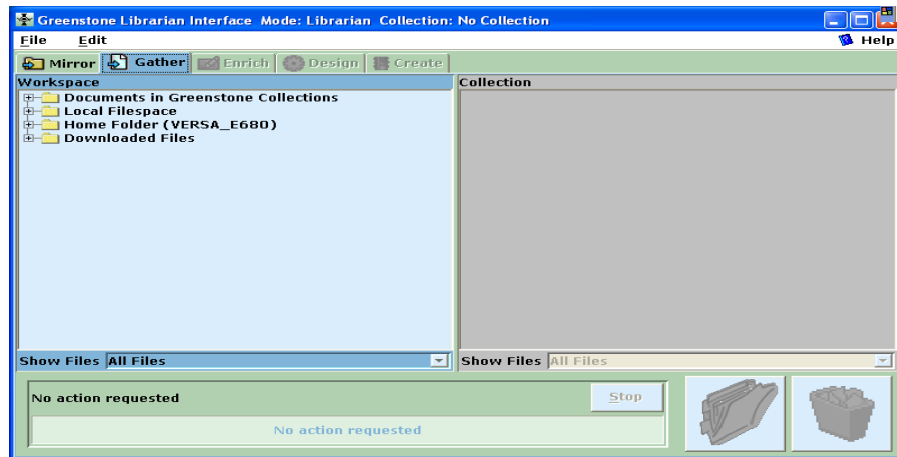 Greenstone Librarian Interface  Mode: Librarian  Collection: No Collection
File Edit Help
Mirror Gather Enrich Design Create
Workspace
Documents in Greenstone Collections
Local Filespace
Home Folder (VERSA_E680)
Downloaded Files
Show Files All Files
Collection
Show Files All Files
No action requested
Stop
No action requested